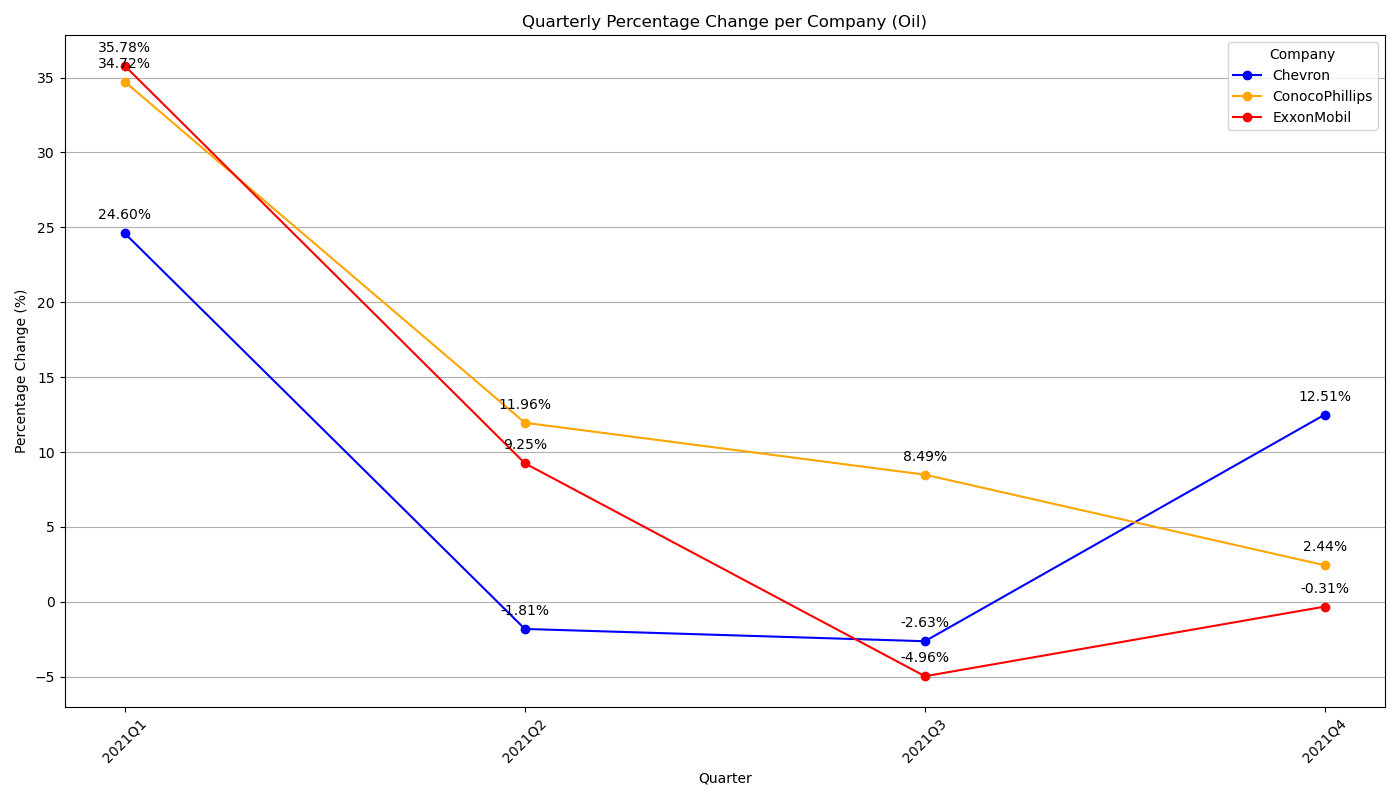 Quarterly Percentage Change per Company (Oil)
35.78%
34.72%
24.60%
11.96%
9.25%
-1.81%
8.49%
-2.63%
-4.96%
12.51%
2.44%
-0.31%
Company
Chevron
ConocoPhillips
ExxonMobil
Percentage Change (%)
35
30
25
20
15
10
5
0
−5
2021Q1
2021Q2
2021Q3
2021Q4
Quarter